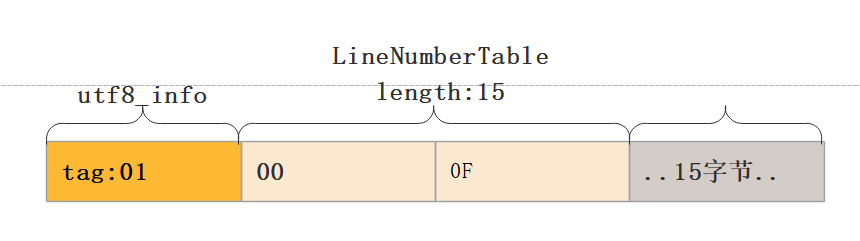 LineNumberTable
utf8_info
length:15
tag:01
00
0F
..15字节..